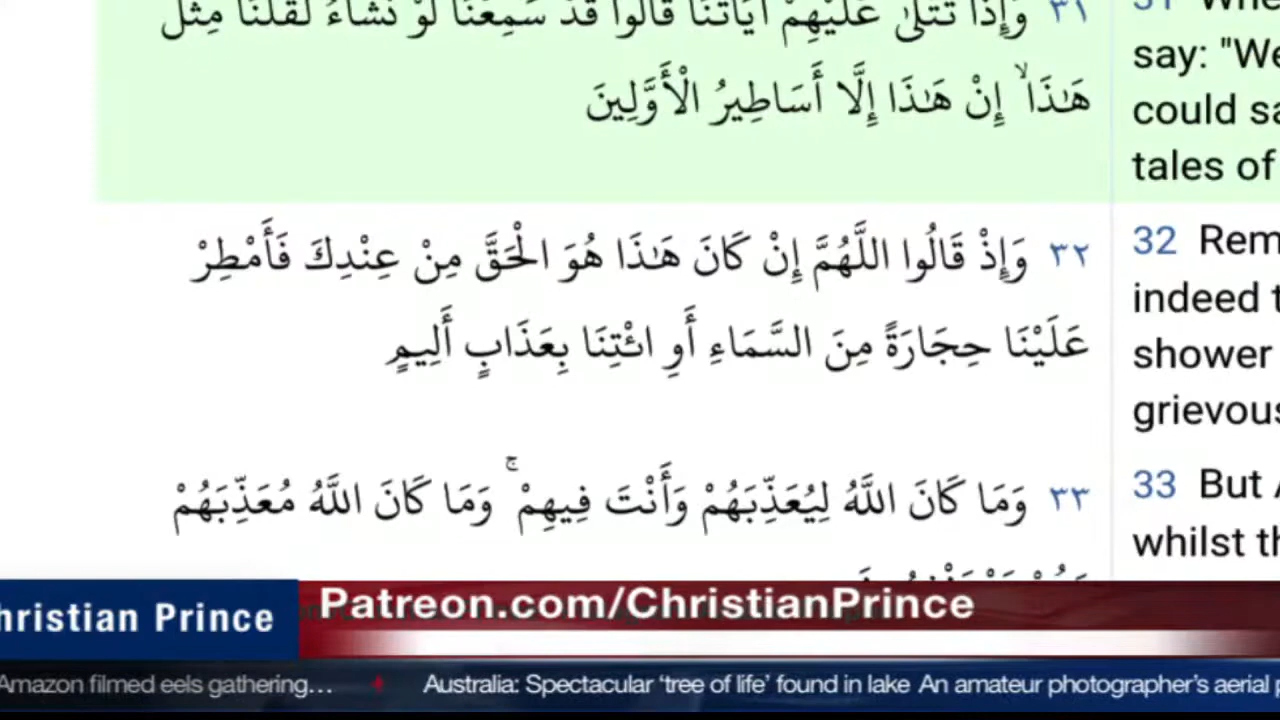 ٣١ وَإِذَا تُتْلَىٰ عَلَيْهِمْ آيَاتُنَا قَالُوا قَدْ سَمِعْنَا لَوْ نَشَاءُ لَقُلْنَا مِثْلَ
هَـٰذَا ۙ إِنْ هَـٰذَا إِلَّا أَسَاطِيرُ الْأَوَّلِينَ
say: "We
could sa
tales of
٣٢ وَإِذْ قَالُوا اللَّهُمَّ إِنْ كَانَ هَـٰذَا هُوَ الْحَقَّ مِنْ عِنْدِكَ فَأَمْطِرْ
عَلَيْنَا حِجَارَةً مِنَ السَّمَاءِ أَوِ ائْتِنَا بِعَذَابٍ أَلِيمٍ
32 Rem
indeed t
shower
grievous
٣٣ وَمَا كَانَ اللَّهُ لِيُعَذِّبَهُمْ وَأَنْتَ فِيهِمْ ۚ وَمَا كَانَ اللَّهُ مُعَذِّبَهُمْ
33 But A
whilst th
hristian Prince
Patreon.com/ChristianPrince
Amazon filmed eels gathering... Australia: Spectacular ‘tree of life’ found in lake An amateur photographer's aerial p